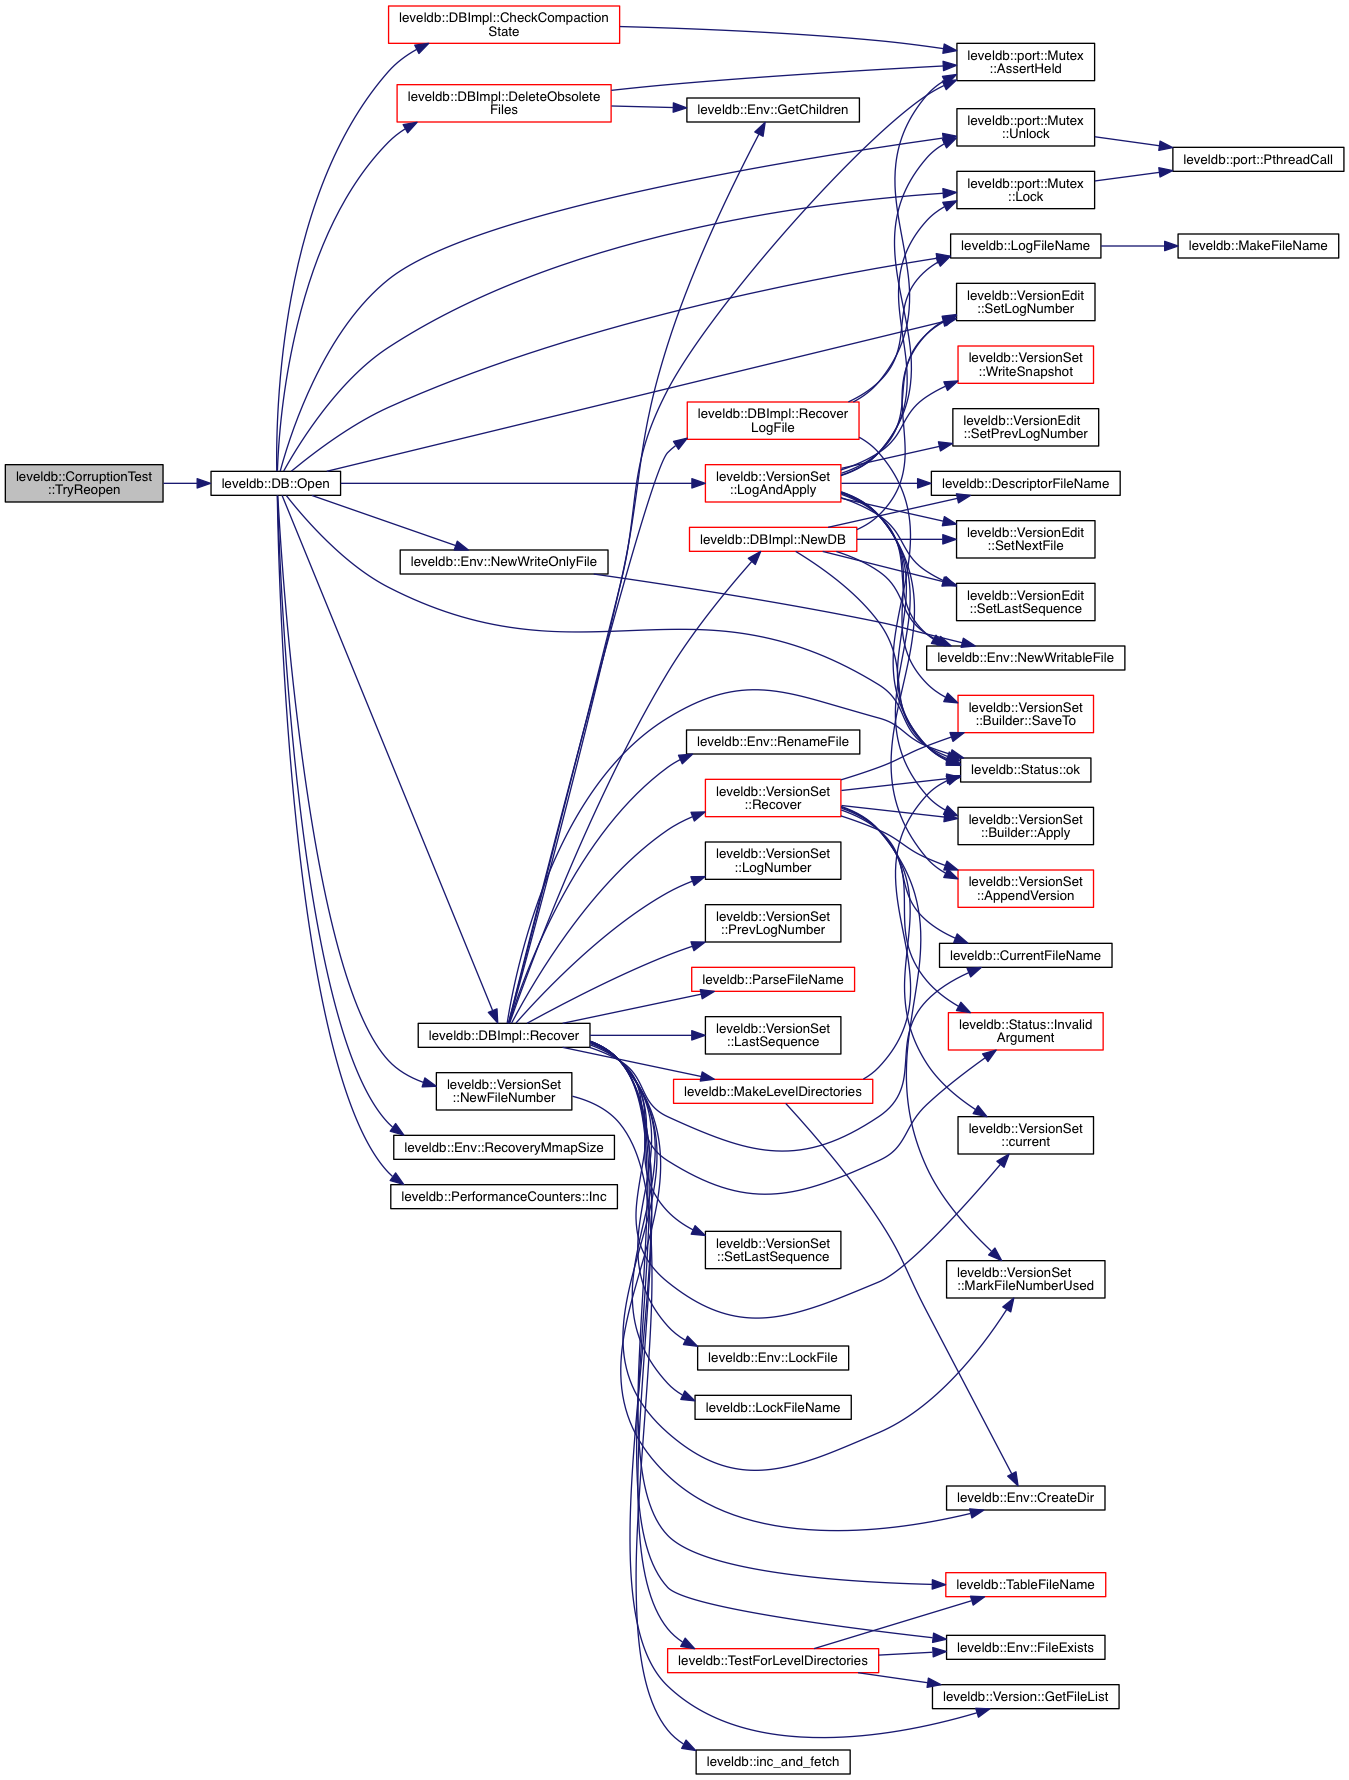 leveldb::DBImpl::CheckCompaction
State
leveldb::port::Mutex
::AssertHeld
leveldb::DBImpl::DeleteObsolete
Files
leveldb::Env::GetChildren
leveldb::port::Mutex
::Unlock
leveldb::port::PthreadCall
leveldb::port::Mutex
::Lock
leveldb::LogFileName
leveldb::MakeFileName
leveldb::VersionEdit
::SetLogNumber
leveldb::VersionSet
::WriteSnapshot
leveldb::DBImpl::Recover
LogFile
leveldb::VersionEdit
::SetPrevLogNumber
leveldb::CorruptionTest
::TryReopen
leveldb::DB::Open
leveldb::VersionSet
::LogAndApply
leveldb::DescriptorFileName
leveldb::DBImpl::NewDB
leveldb::VersionEdit
::SetNextFile
leveldb::Env::NewWriteOnlyFile
leveldb::VersionEdit
::SetLastSequence
leveldb::Env::NewWritableFile
leveldb::VersionSet
::Builder::SaveTo
leveldb::Env::RenameFile
leveldb::Status::ok
leveldb::VersionSet
::Recover
leveldb::VersionSet
::Builder::Apply
leveldb::VersionSet
::LogNumber
leveldb::VersionSet
::AppendVersion
leveldb::VersionSet
::PrevLogNumber
leveldb::CurrentFileName
leveldb::ParseFileName
leveldb::DBImpl::Recover
leveldb::VersionSet
::LastSequence
leveldb::Status::Invalid
Argument
leveldb::VersionSet
::NewFileNumber
leveldb::MakeLevelDirectories
leveldb::VersionSet
::current
leveldb::Env::RecoveryMmapSize
leveldb::PerformanceCounters::Inc
leveldb::VersionSet
::SetLastSequence
leveldb::VersionSet
::MarkFileNumberUsed
leveldb::Env::LockFile
leveldb::LockFileName
leveldb::Env::CreateDir
leveldb::TableFileName
leveldb::Env::FileExists
leveldb::TestForLevelDirectories
leveldb::Version::GetFileList
leveldb::inc_and_fetch